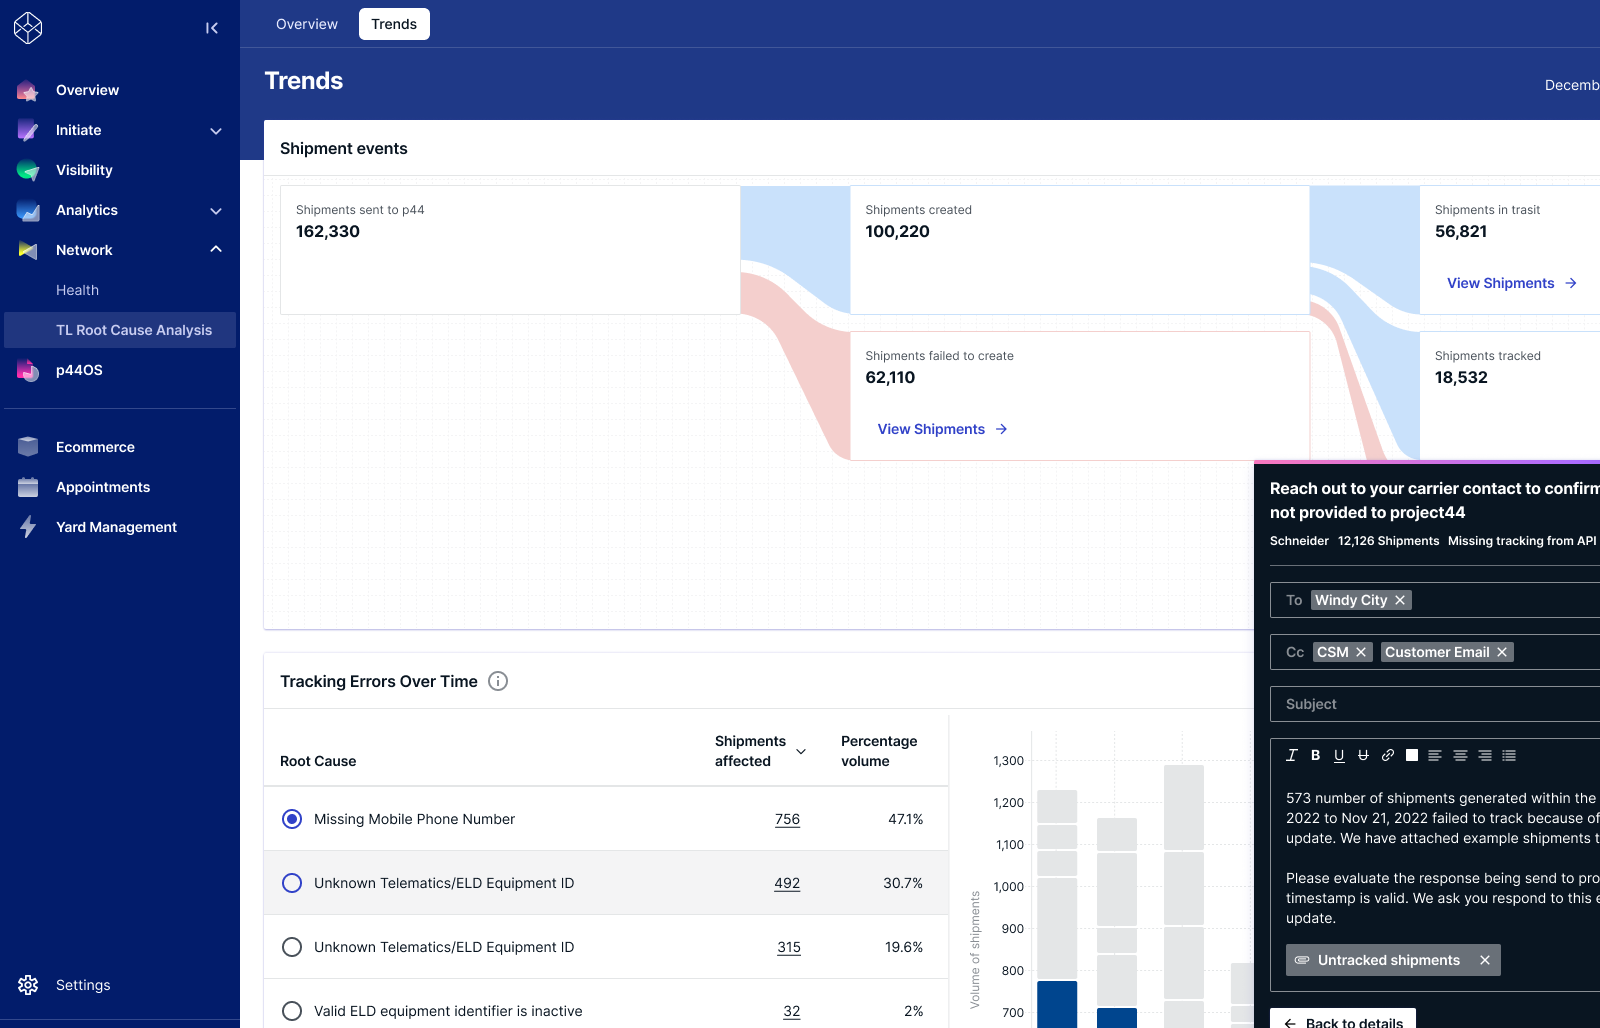 Overview
Trends
Overview
Initiate
Visibility
Analytics
Network
Health
TL Root Cause Analysis
p44OS
Ecommerce
Appointments
Yard Management
Settings
Trends
Decemb
Shipment events
Shipments sent to p44
162,330
Shipments created
100,220
Shipments in trasit
56,821
View Shipments
Shipments failed to create
62,110
View Shipments
Shipments tracked
18,532
Tracking Errors Over Time
Root Cause
Shipments
affected
Percentage
volume
Missing Mobile Phone Number 756 47.1%
Unknown Telematics/ELD Equipment ID 492 30.7%
Unknown Telematics/ELD Equipment ID 315 19.6%
Valid ELD equipment identifier is inactive 32 2%
Volume of shipments
1,300
1,200
1,100
1,000
900
800
700
Reach out to your carrier contact to confirm
not provided to project44
Schneider 12,126 Shipments Missing tracking from API
To Windy City
Cc CSM Customer Email
Subject
I B U U
573 number of shipments generated within the
2022 to Nov 21, 2022 failed to track because of
update. We have attached example shipments t
Please evaluate the response being send to pro
timestamp is valid. We ask you respond to this e
update.
Untracked shipments
Back to details